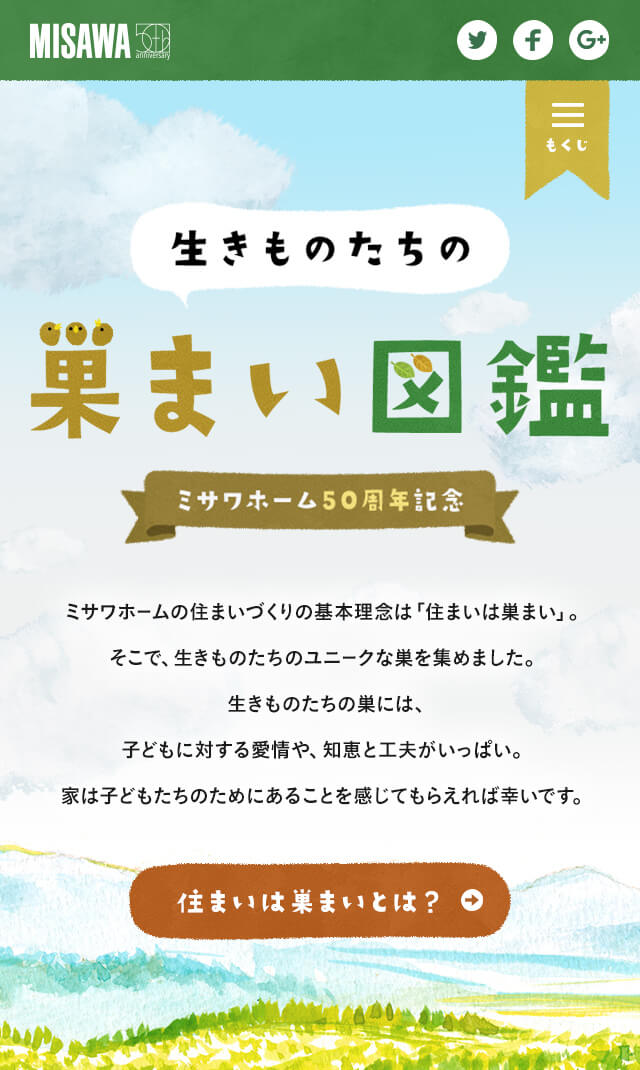 MISAWA 50th anniversary
G+
もくじ
生きものたちの
巣まい図鑑
ミサワホーム50周年記念
ミサワホームの住まいづくりの基本理念は「住まいは巣まい」。
そこで、生きものたちのユニークな巣を集めました。
生きものたちの巣には、
子どもに対する愛情や、知恵と工夫がいっぱい。
家は子どもたちのためにあることを感じてもらえれば幸いです。
住まいは巣まいとは？